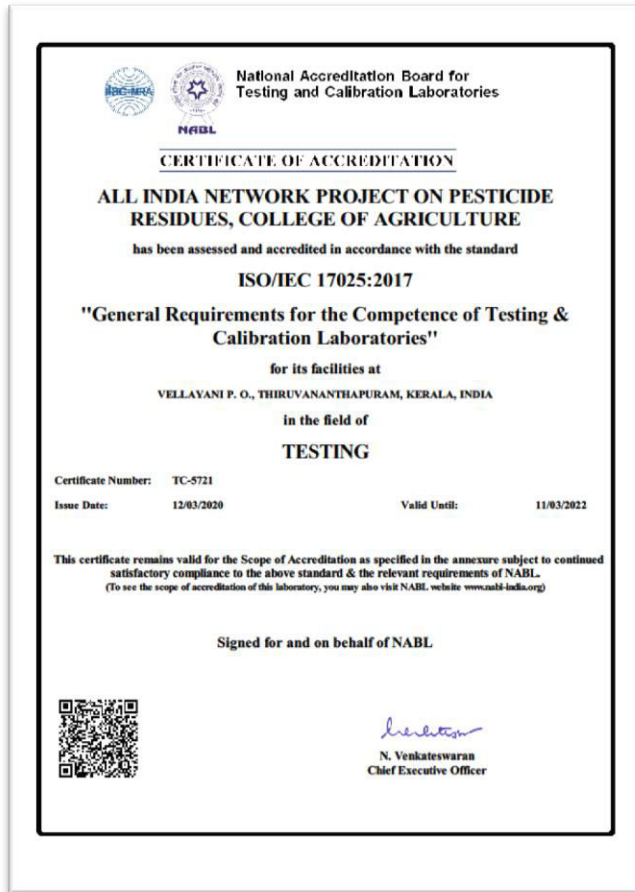 National Accreditation Board for
Testing and Calibration Laboratories
NABL
CERTIFICATE OF ACCREDITATION
ALL INDIA NETWORK PROJECT ON PESTICIDE
RESIDUES, COLLEGE OF AGRICULTURE
has been assessed and accredited in accordance with the standard
ISO/IEC 17025:2017
"General Requirements for the Competence of Testing &
Calibration Laboratories"
for its facilities at
VELLAYANI P. O., THIRUVANANTHAPURAM, KERALA, INDIA
in the field of
TESTING
Certificate Number: TC-5721
Issue Date: 12/03/2020 Valid Until: 11/03/2022
This certificate remains valid for the Scope of Accreditation as specified in the annexure subject to continued
satisfactory compliance to the above standard & the relevant requirements of NABL.
(To see the scope of accreditation of this laboratory, you may also visit NABL website www.nabl-india.org)
Signed for and on behalf of NABL
N. Venkateswaran
Chief Executive Officer